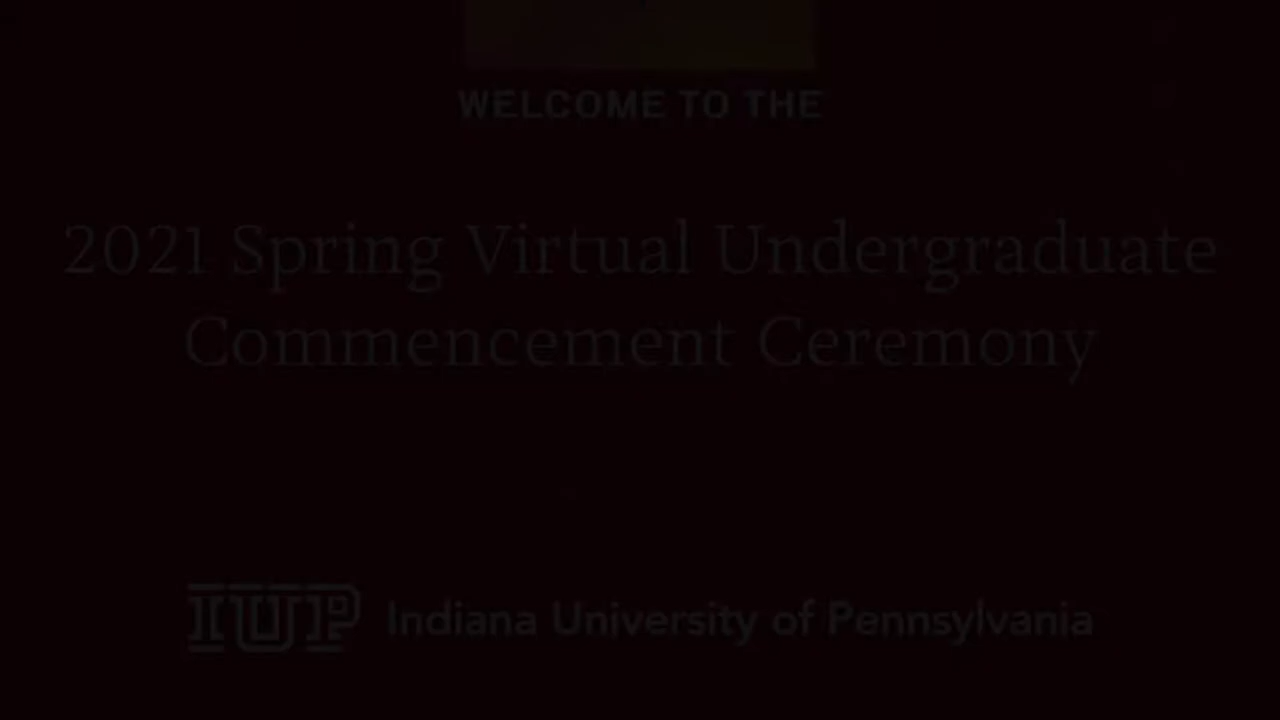 WELCOME TO THE
2021 Spring Virtual Undergraduate
Commencement Ceremony
IUP Indiana University of Pennsylvania